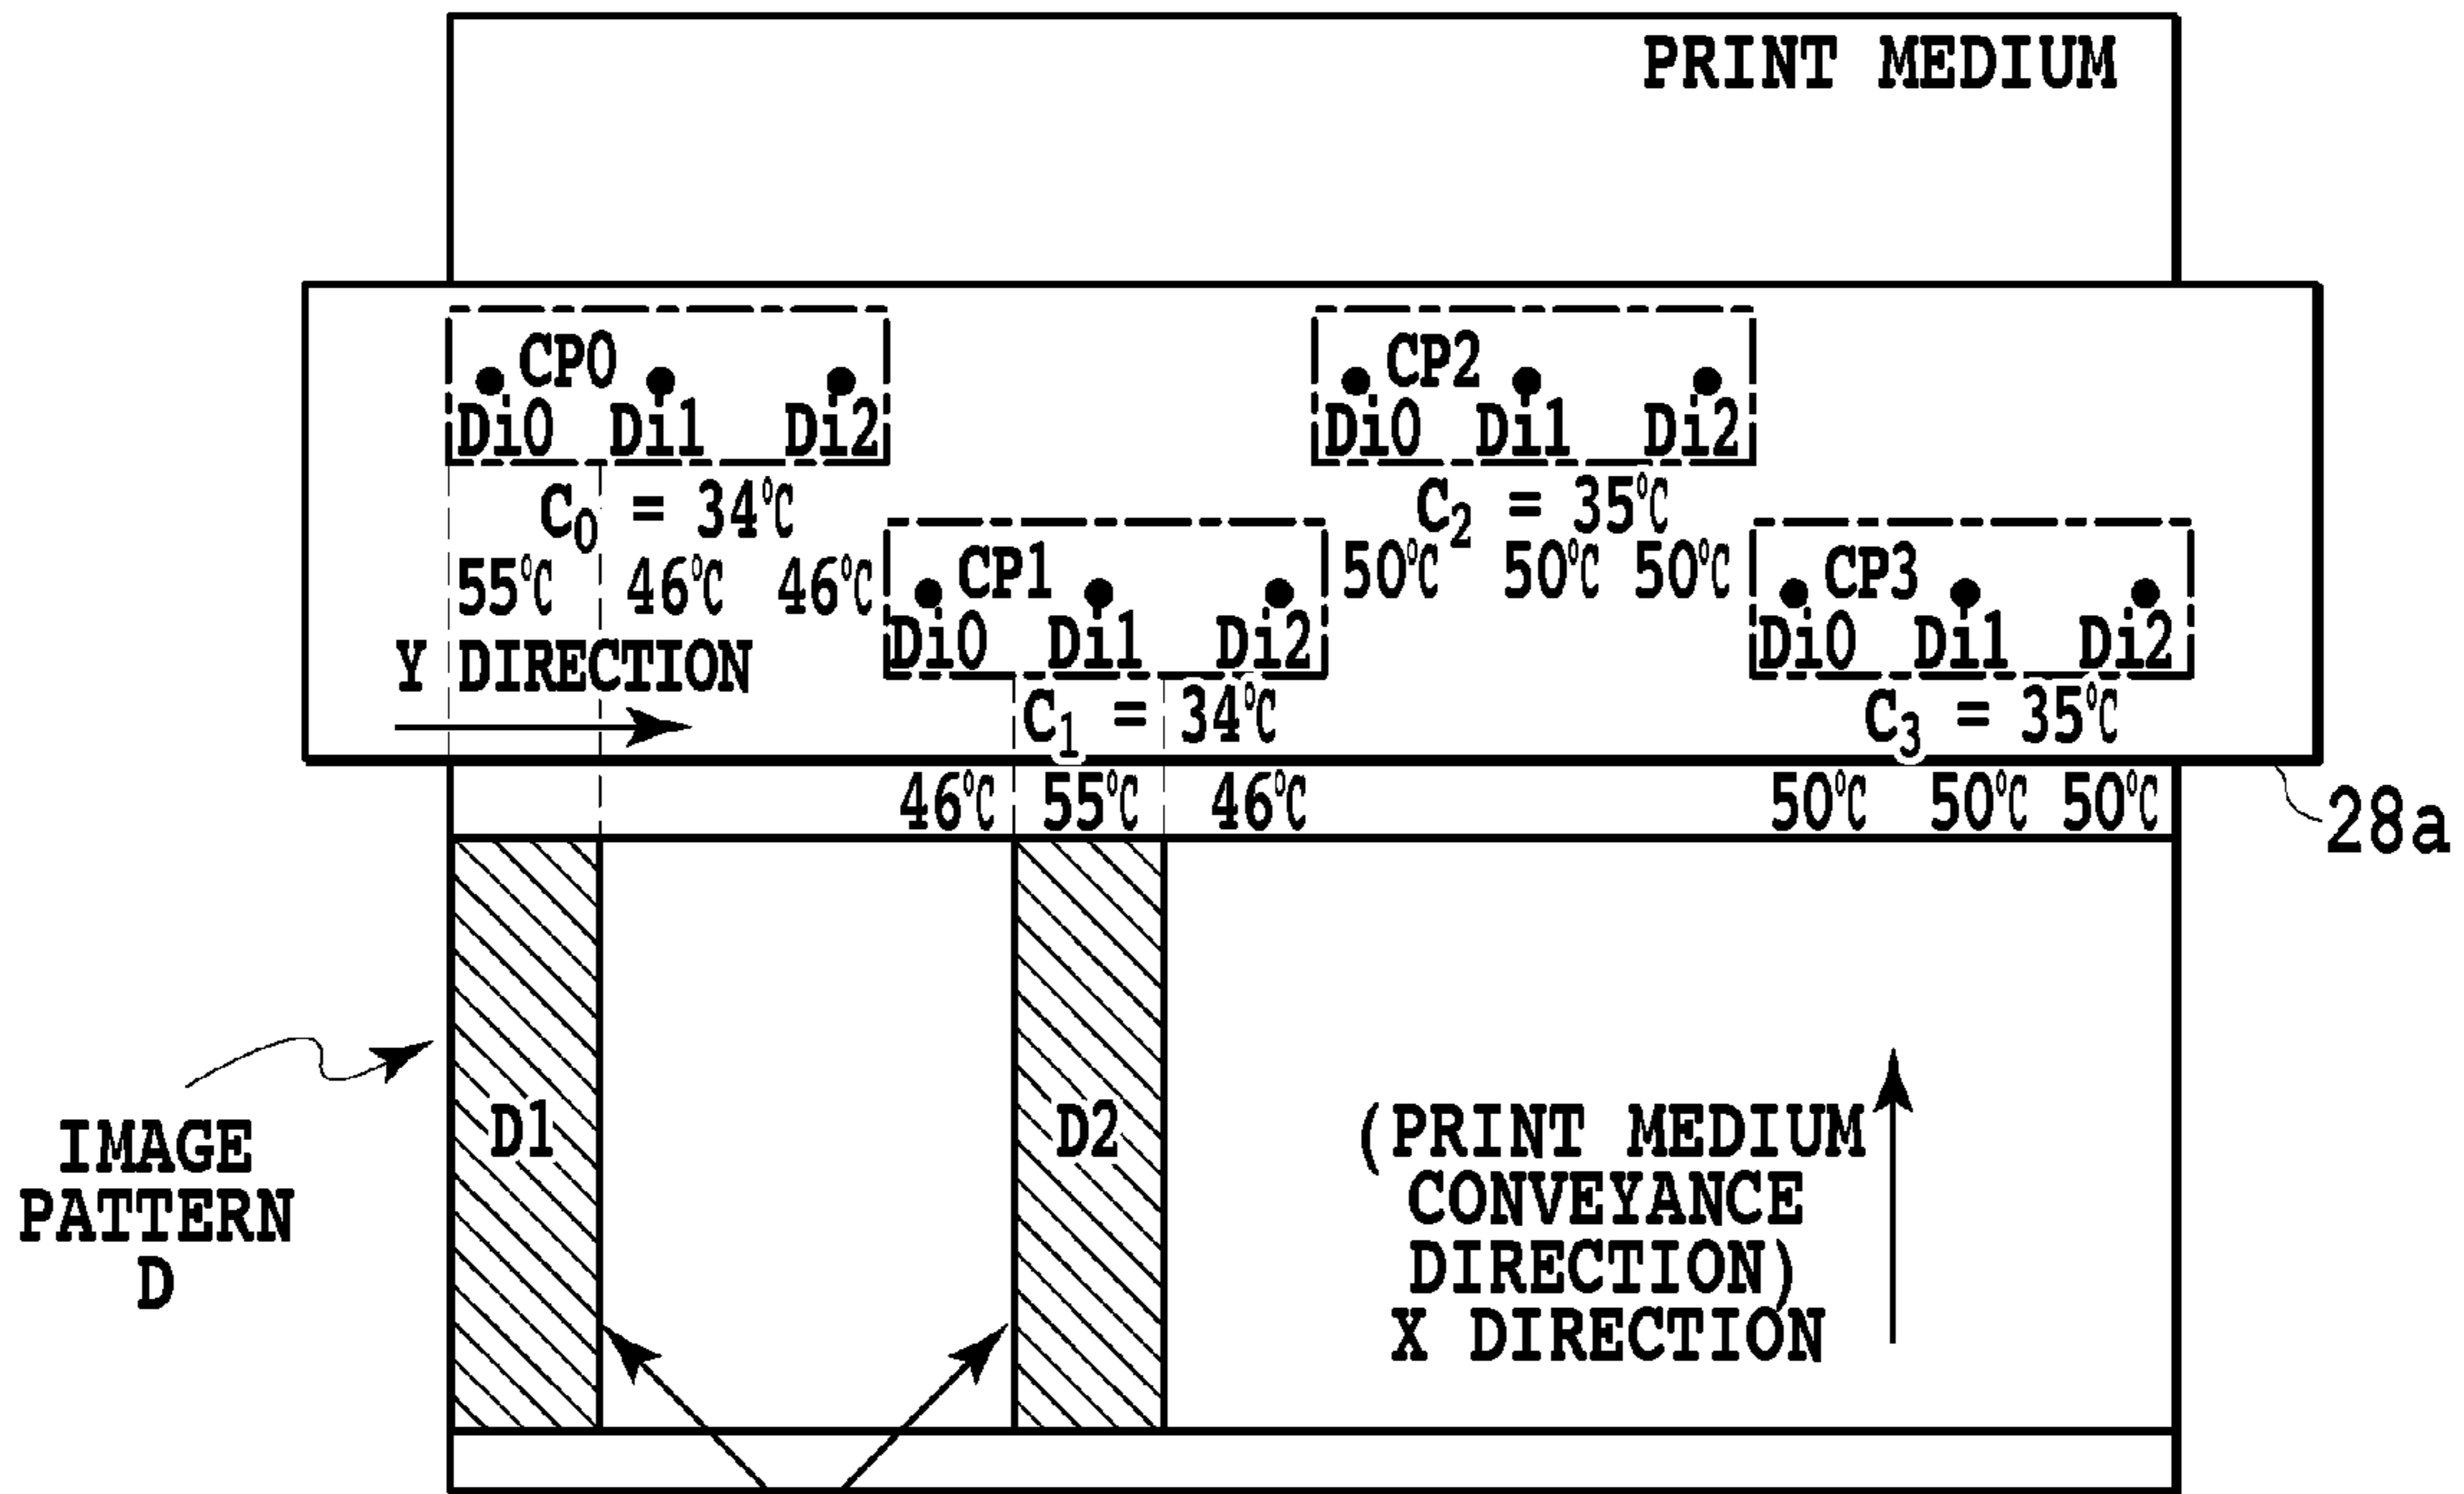 PRINT MEDIUM
CP0
Di0 Di1 Di2
C0 = 34℃
55℃ 46℃ 46℃
CP2
Di0 Di1 Di2
C2 = 35℃
50℃ 50℃ 50℃
CP1
Di0 Di1 Di2
C1 = 34℃
46℃ 55℃ 46℃
CP3
Di0 Di1 Di2
C3 = 35℃
50℃ 50℃ 50℃
Y DIRECTION
28a
IMAGE
PATTERN
D
D1
D2
(PRINT MEDIUM
CONVEYANCE
DIRECTION)
X DIRECTION